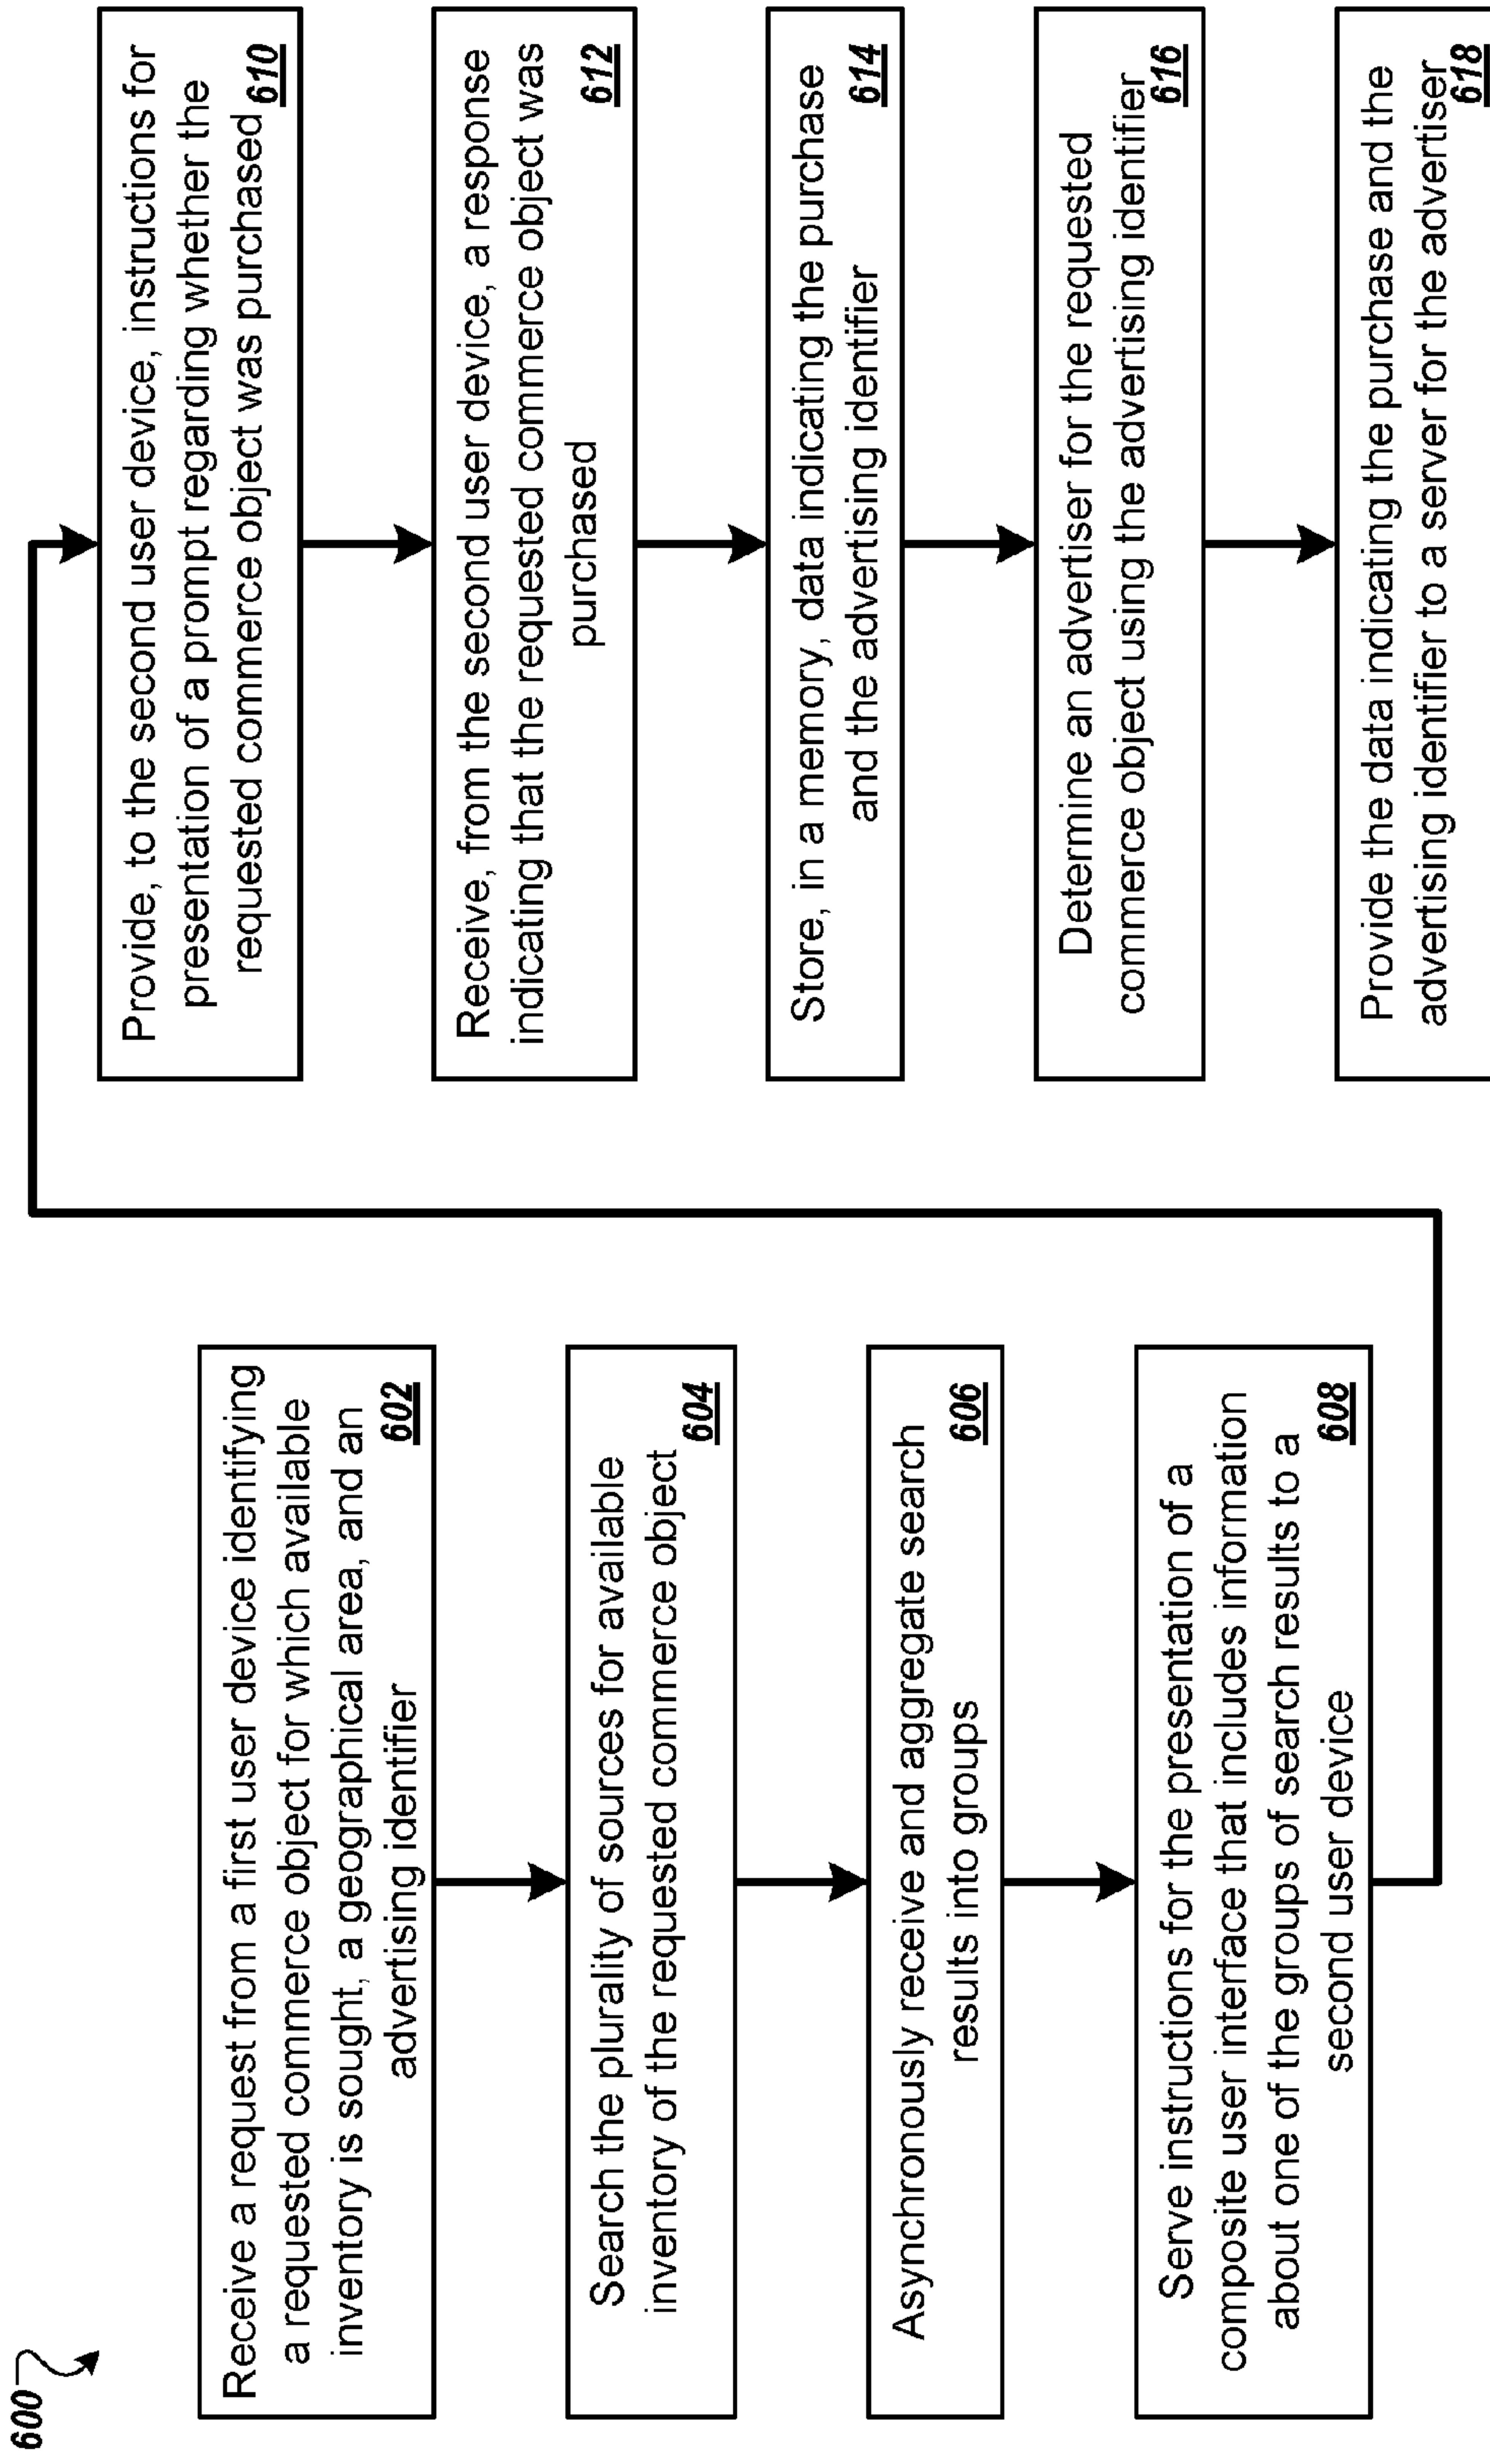 600
Receive a request from a first user device identifying
a requested commerce object for which available
inventory is sought, a geographical area, and an
advertising identifier
602
Search the plurality of sources for available
inventory of the requested commerce object
604
Asynchronously receive and aggregate search
results into groups
606
Serve instructions for the presentation of a
composite user interface that includes information
about one of the groups of search results to a
second user device
608
Provide, to the second user device, instructions for
presentation of a prompt regarding whether the
requested commerce object was purchased
610
Receive, from the second user device, a response
indicating that the requested commerce object was
purchased
612
Store, in a memory, data indicating the purchase
and the advertising identifier
614
Determine an advertiser for the requested
commerce object using the advertising identifier
616
Provide the data indicating the purchase and the
advertising identifier to a server for the advertiser
618